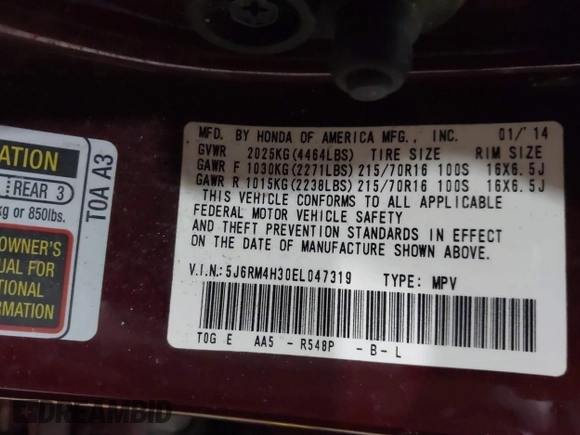 ATION
REAR 3
kg or 850lbs.
OWNER'S
UAL FOR
TIONAL
RMATION
T0A A3
MFD. BY HONDA OF AMERICA MFG., INC. 01/'14
GVWR 2025KG(4464LBS) TIRE SIZE RIM SIZE
GAWR F 1030KG(2271LBS) 215/70R16 100S 16X6.5J
GAWR R 1015KG(2238LBS) 215/70R16 100S 16X6.5J
THIS VEHICLE CONFORMS TO ALL APPLICABLE
FEDERAL MOTOR VEHICLE SAFETY
AND THEFT PREVENTION STANDARDS IN EFFECT
ON THE DATE OF MANUFACTURE SHOWN ABOVE.
V.I.N.:5J6RM4H30EL047319 TYPE: MPV
T0G E AA5 - R548P - B - L
DREAMBID